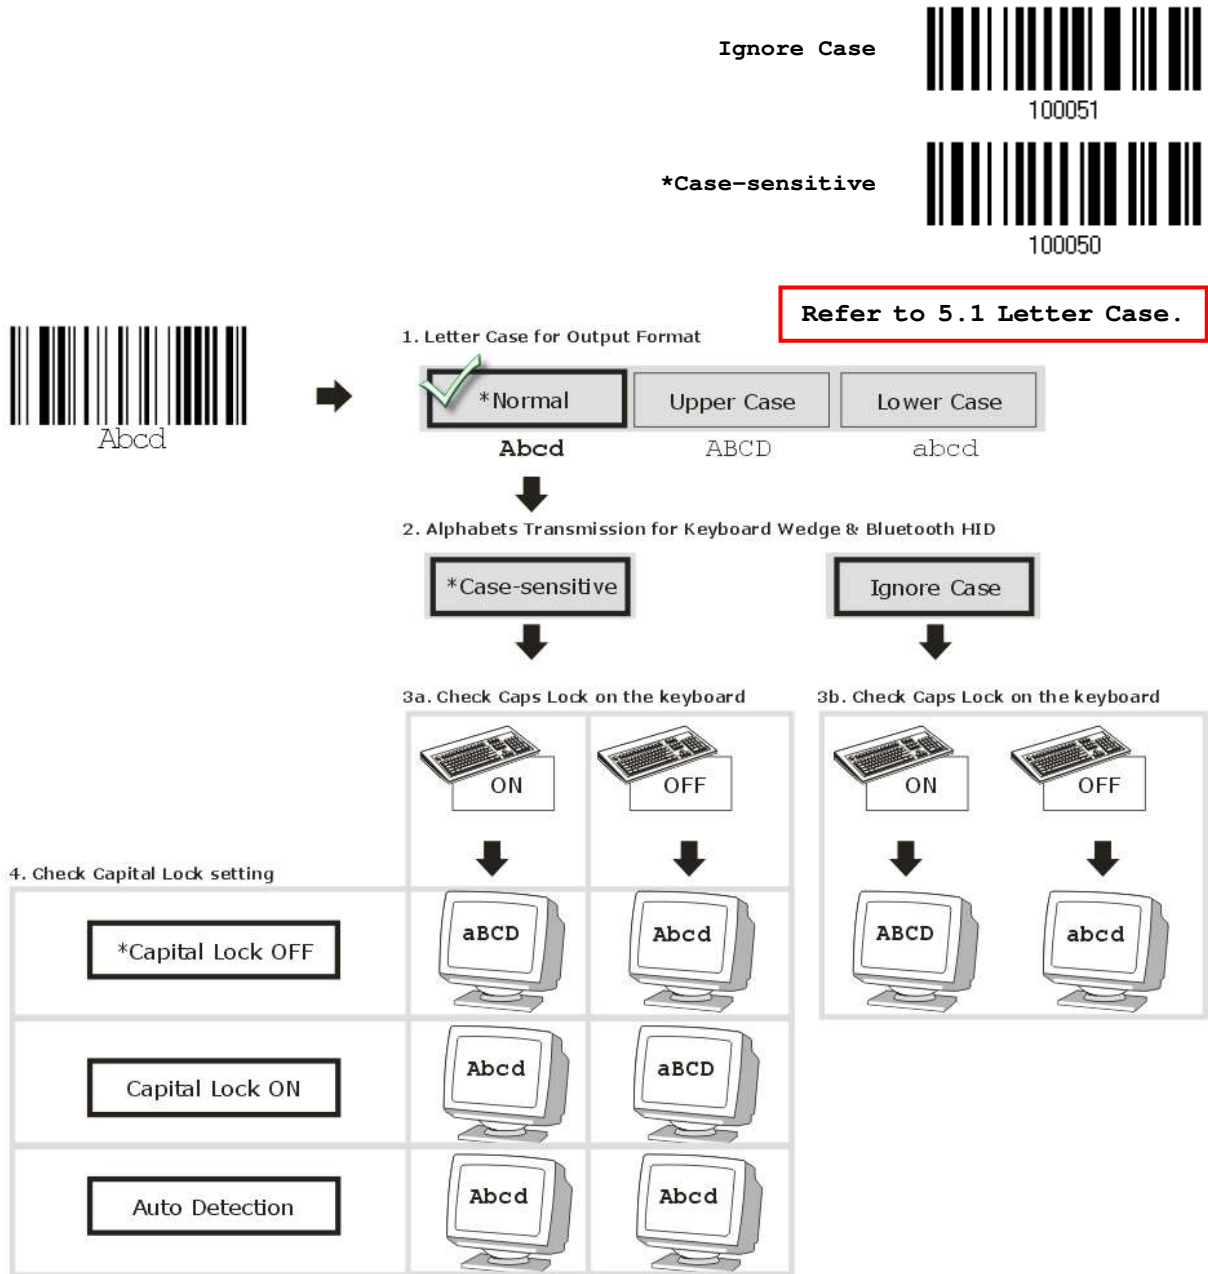 Ignore Case
100051
*Case-sensitive
100050
Refer to 5.1 Letter Case.
1. Letter Case for Output Format
Abcd
*Normal
Upper Case
Lower Case
Abcd
ABCD
abcd
2. Alphabets Transmission for Keyboard Wedge & Bluetooth HID
*Case-sensitive
Ignore Case
3a. Check Caps Lock on the keyboard
3b. Check Caps Lock on the keyboard
ON
OFF
ON
OFF
4. Check Capital Lock setting
*Capital Lock OFF
aBCD
Abcd
ABCD
abcd
Capital Lock ON
Abcd
aBCD
Auto Detection
Abcd
Abcd